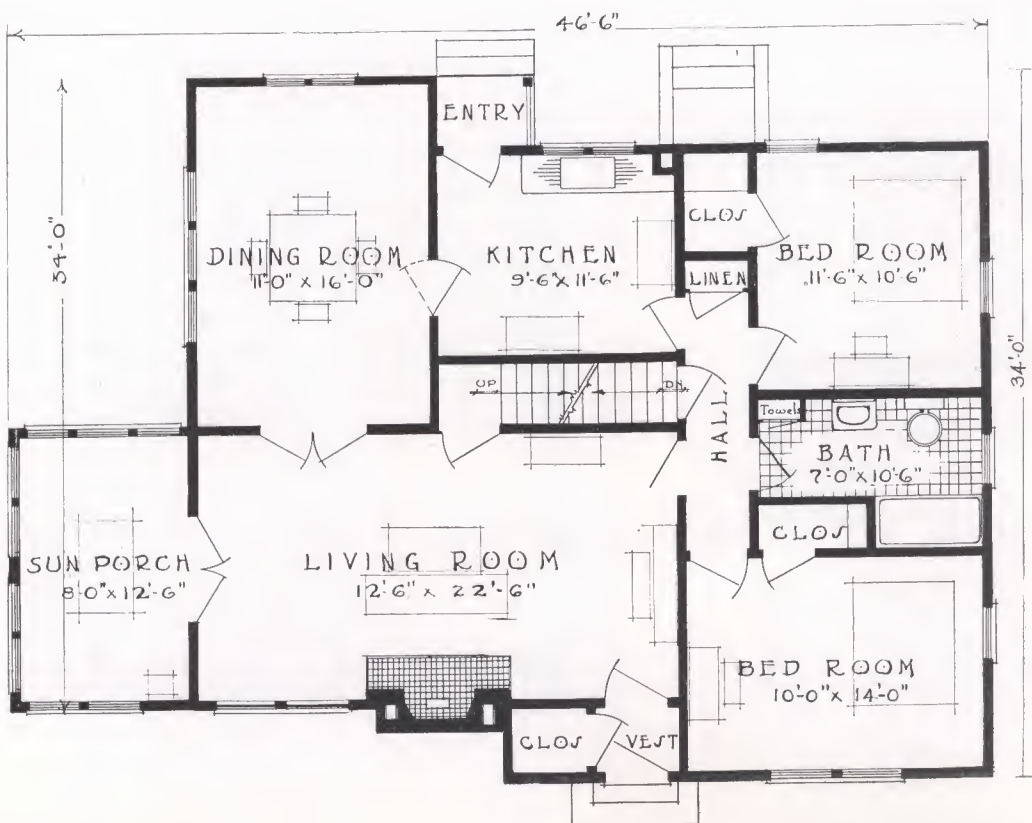 46'-6"
ENTRY
34'-0"
DINING ROOM
11'-0" x 16'-0"
KITCHEN
9'-6" x 11'-6"
CLOS
LINEN
BED ROOM
11'-6" x 10'-6"
34'-0"
UP
DN.
HALL
Towels
BATH
7'-0" x 10'-6"
SUN PORCH
8'-0" x 12'-6"
LIVING ROOM
12'-6" x 22'-6"
CLOS
BED ROOM
10'-0" x 14'-0"
CLOS
VEST